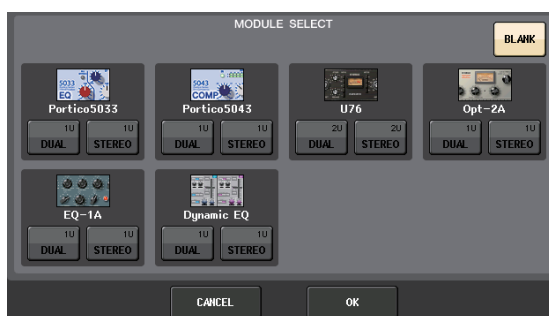 MODULE SELECT
BLANK
5033
EQ
5043
COMP
Portico5033
Portico5043
U76
Opt-2A
1U
DUAL
1U
STEREO
1U
DUAL
1U
STEREO
2U
DUAL
2U
STEREO
1U
DUAL
1U
STEREO
EQ-1A
Dynamic EQ
1U
DUAL
1U
STEREO
1U
DUAL
1U
STEREO
CANCEL
OK